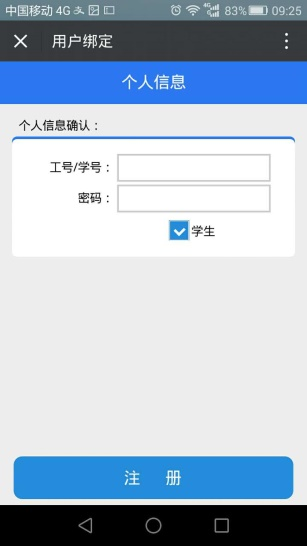 中国移动 4G 4G 83% 09:25
用户绑定
个人信息
个人信息确认：
工号/学号：
密码：
学生
注 册